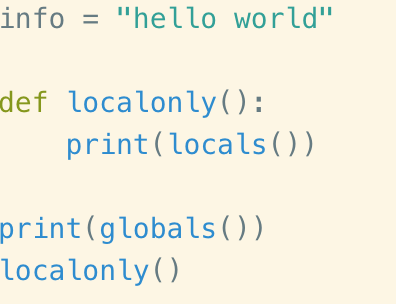 info = "hello world"
def localonly():
    print(locals())
print(globals())
localonly()